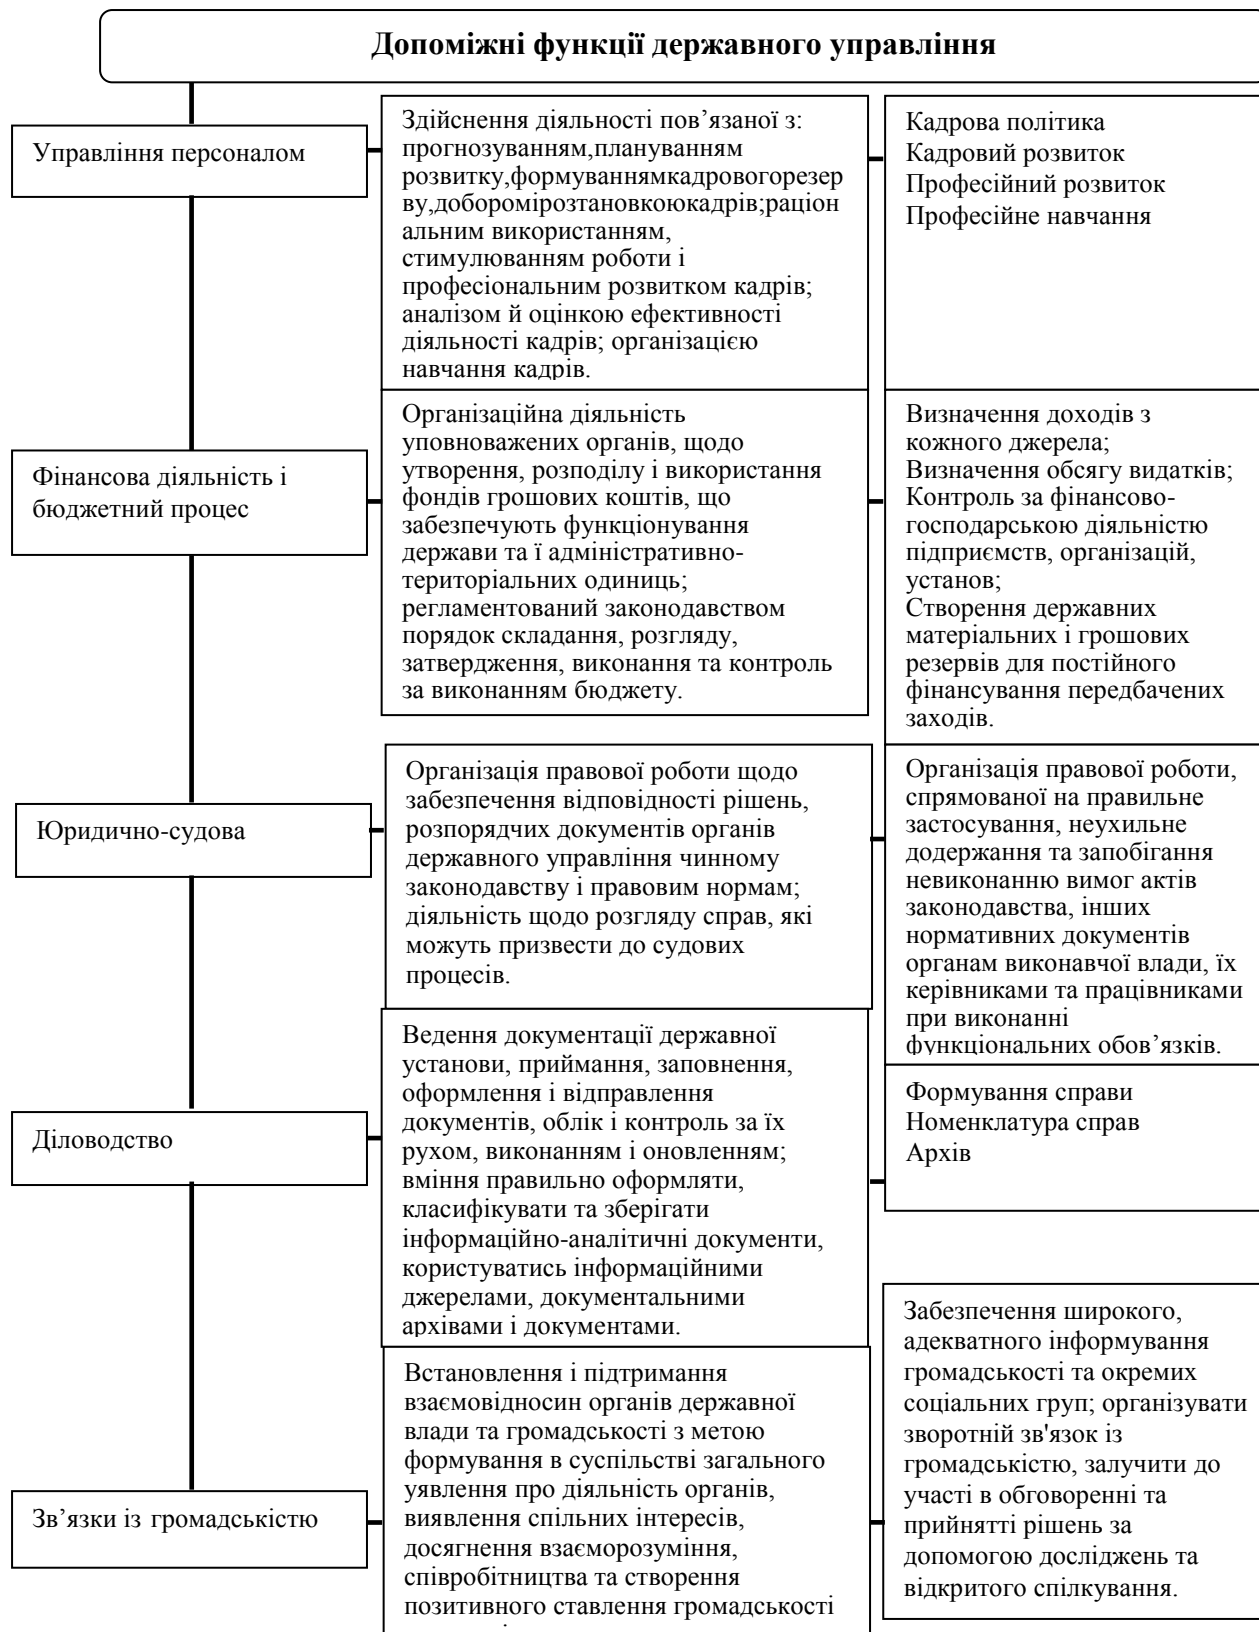 Допоміжні функції державного управління
Управління персоналом
Здійснення діяльності пов’язаної з:
прогнозуванням,плануванням
розвитку,формуваннямкадровогорезер
ву,доборомірозтановкоюкадрів;раціон
альним використанням,
стимулюванням роботи і
професіональним розвитком кадрів;
аналізом й оцінкою ефективності
діяльності кадрів; організацією
навчання кадрів.
Кадрова політика
Кадровий розвиток
Професійний розвиток
Професійне навчання
Фінансова діяльність і
бюджетний процес
Організаційна діяльність
уповноважених органів, щодо
утворення, розподілу і використання
фондів грошових коштів, що
забезпечують функціонування
держави та ї адміністративно-
територіальних одиниць;
регламентований законодавством
порядок складання, розгляду,
затвердження, виконання та контроль
за виконанням бюджету.
Визначення доходів з
кожного джерела;
Визначення обсягу видатків;
Контроль за фінансово-
господарською діяльністю
підприємств, організацій,
установ;
Створення державних
матеріальних і грошових
резервів для постійного
фінансування передбачених
заходів.
Юридично-судова
Організація правової роботи щодо
забезпечення відповідності рішень,
розпорядчих документів органів
державного управління чинному
законодавству і правовим нормам;
діяльність щодо розгляду справ, які
можуть призвести до судових
процесів.
Організація правової роботи,
спрямованої на правильне
застосування, неухильне
додержання та запобігання
невиконанню вимог актів
законодавства, інших
нормативних документів
органам виконавчої влади, їх
керівниками та працівниками
при виконанні
функціональних обов’язків.
Діловодство
Ведення документації державної
установи, приймання, заповнення,
оформлення і відправлення
документів, облік і контроль за їх
рухом, виконанням і оновленням;
вміння правильно оформляти,
класифікувати та зберігати
інформаційно-аналітичні документи,
користуватись інформаційними
джерелами, документальними
архівами і документами.
Формування справи
Номенклатура справ
Архів
Зв’язки із громадськістю
Встановлення і підтримання
взаємовідносин органів державної
влади та громадськості з метою
формування в суспільстві загального
уявлення про діяльність органів,
виявлення спільних інтересів,
досягнення взаєморозуміння,
співробітництва та створення
позитивного ставлення громадськості
Забезпечення широкого,
адекватного інформування
громадськості та окремих
соціальних груп; організувати
зворотній зв'язок із
громадськістю, залучити до
участі в обговоренні та
прийнятті рішень за
допомогою досліджень та
відкритого спілкування.